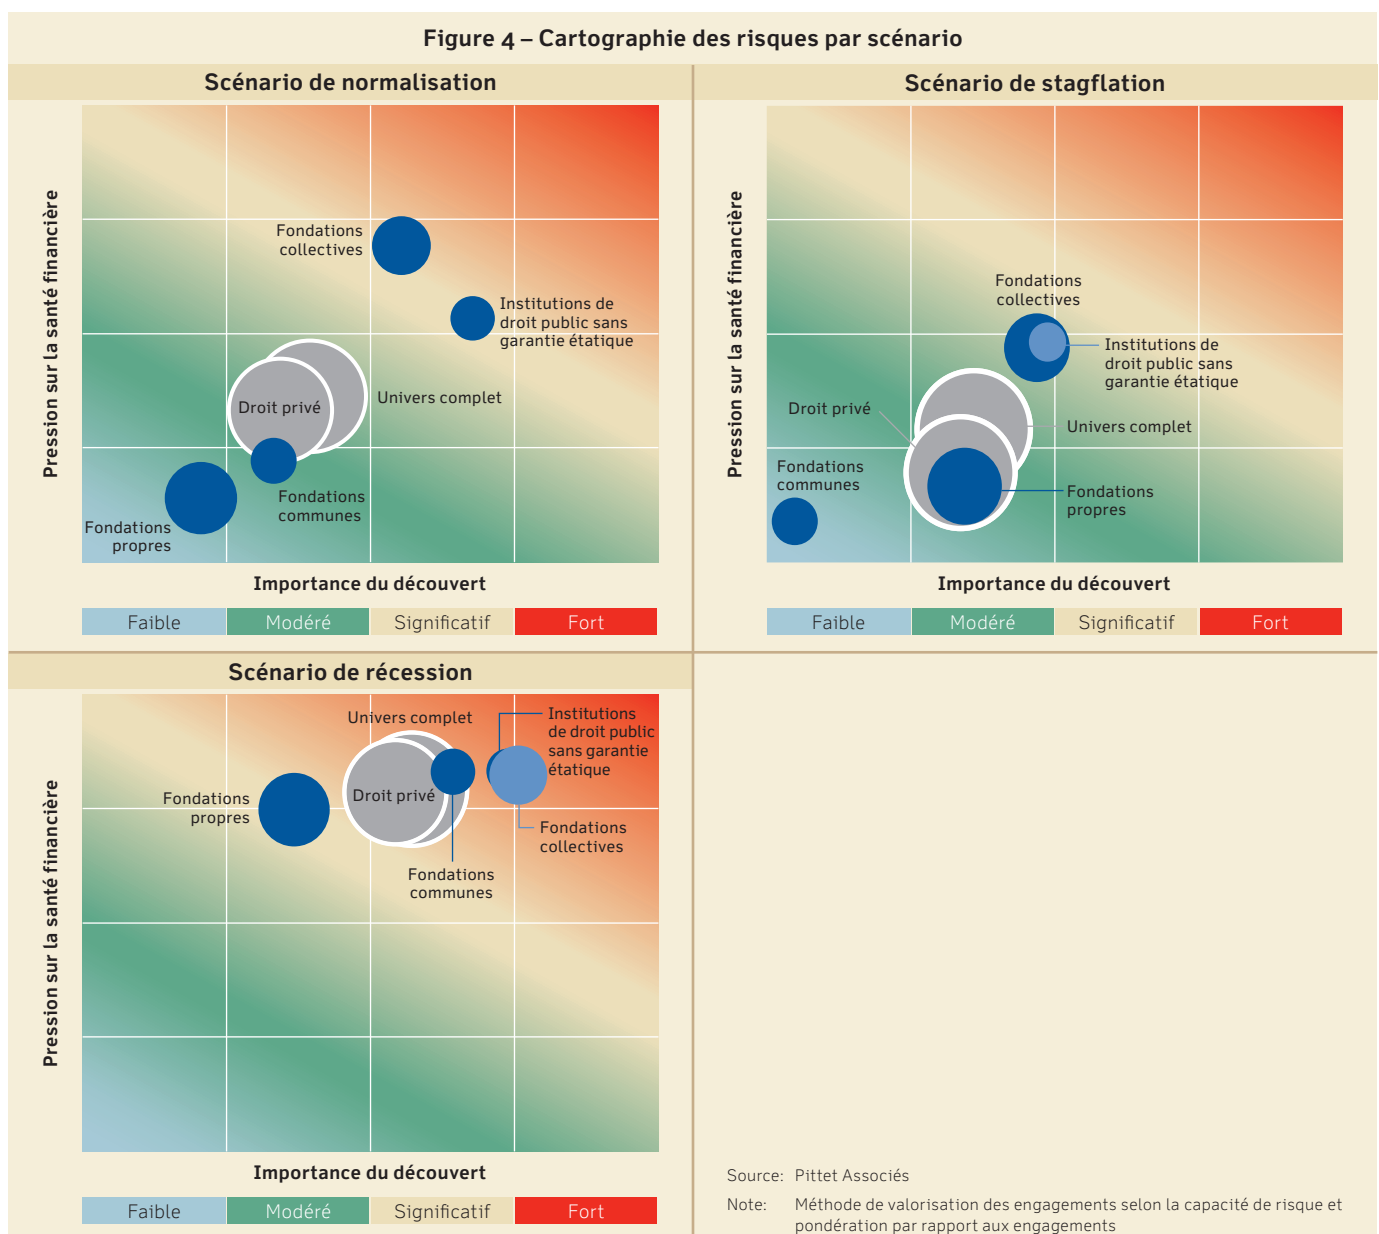 Figure 4 – Cartographie des risques par scénario
Scénario de normalisation
Pression sur la santé financière
Fondations
collectives
Institutions de
droit public sans
garantie étatique
Univers complet
Droit privé
Fondations
communes
Fondations
propres
Importance du découvert
Faible
Modéré
Significatif
Fort
Scénario de stagflation
Pression sur la santé financière
Fondations
collectives
Institutions de
droit public sans
garantie étatique
Droit privé
Univers complet
Fondations
communes
Fondations
propres
Importance du découvert
Faible
Modéré
Significatif
Fort
Scénario de récession
Pression sur la santé financière
Univers complet
Institutions
de droit public
sans garantie
étatique
Fondations
propres
Droit privé
Fondations
collectives
Fondations
communes
Importance du découvert
Faible
Modéré
Significatif
Fort
Source: Pittet Associés
Note: Méthode de valorisation des engagements selon la capacité de risque et
pondération par rapport aux engagements